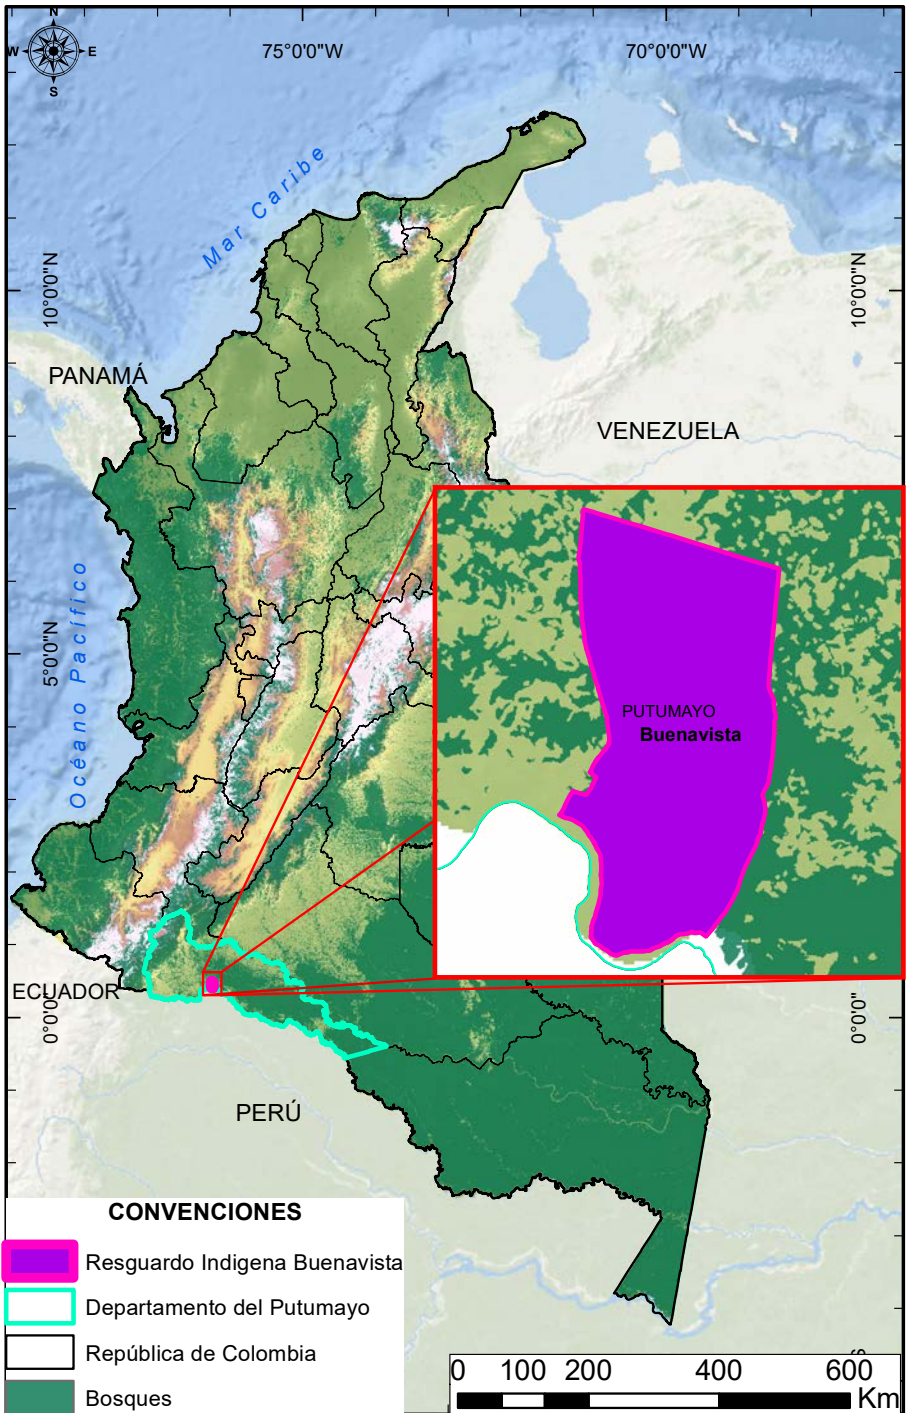 N
W
E
S
75°0'0"W
70°0'0"W
Mar Caribe
10°0'0"N
10°0'0"N
PANAMÁ
VENEZUELA
Océano Pacífico
5°0'0"N
PUTUMAYO
Buenavista
ECUADOR
0°0'0"
0°0'0"
PERÚ
CONVENCIONES
Resguardo Indigena Buenavista
Departamento del Putumayo
República de Colombia
Bosques
0 100 200 400 600
Km